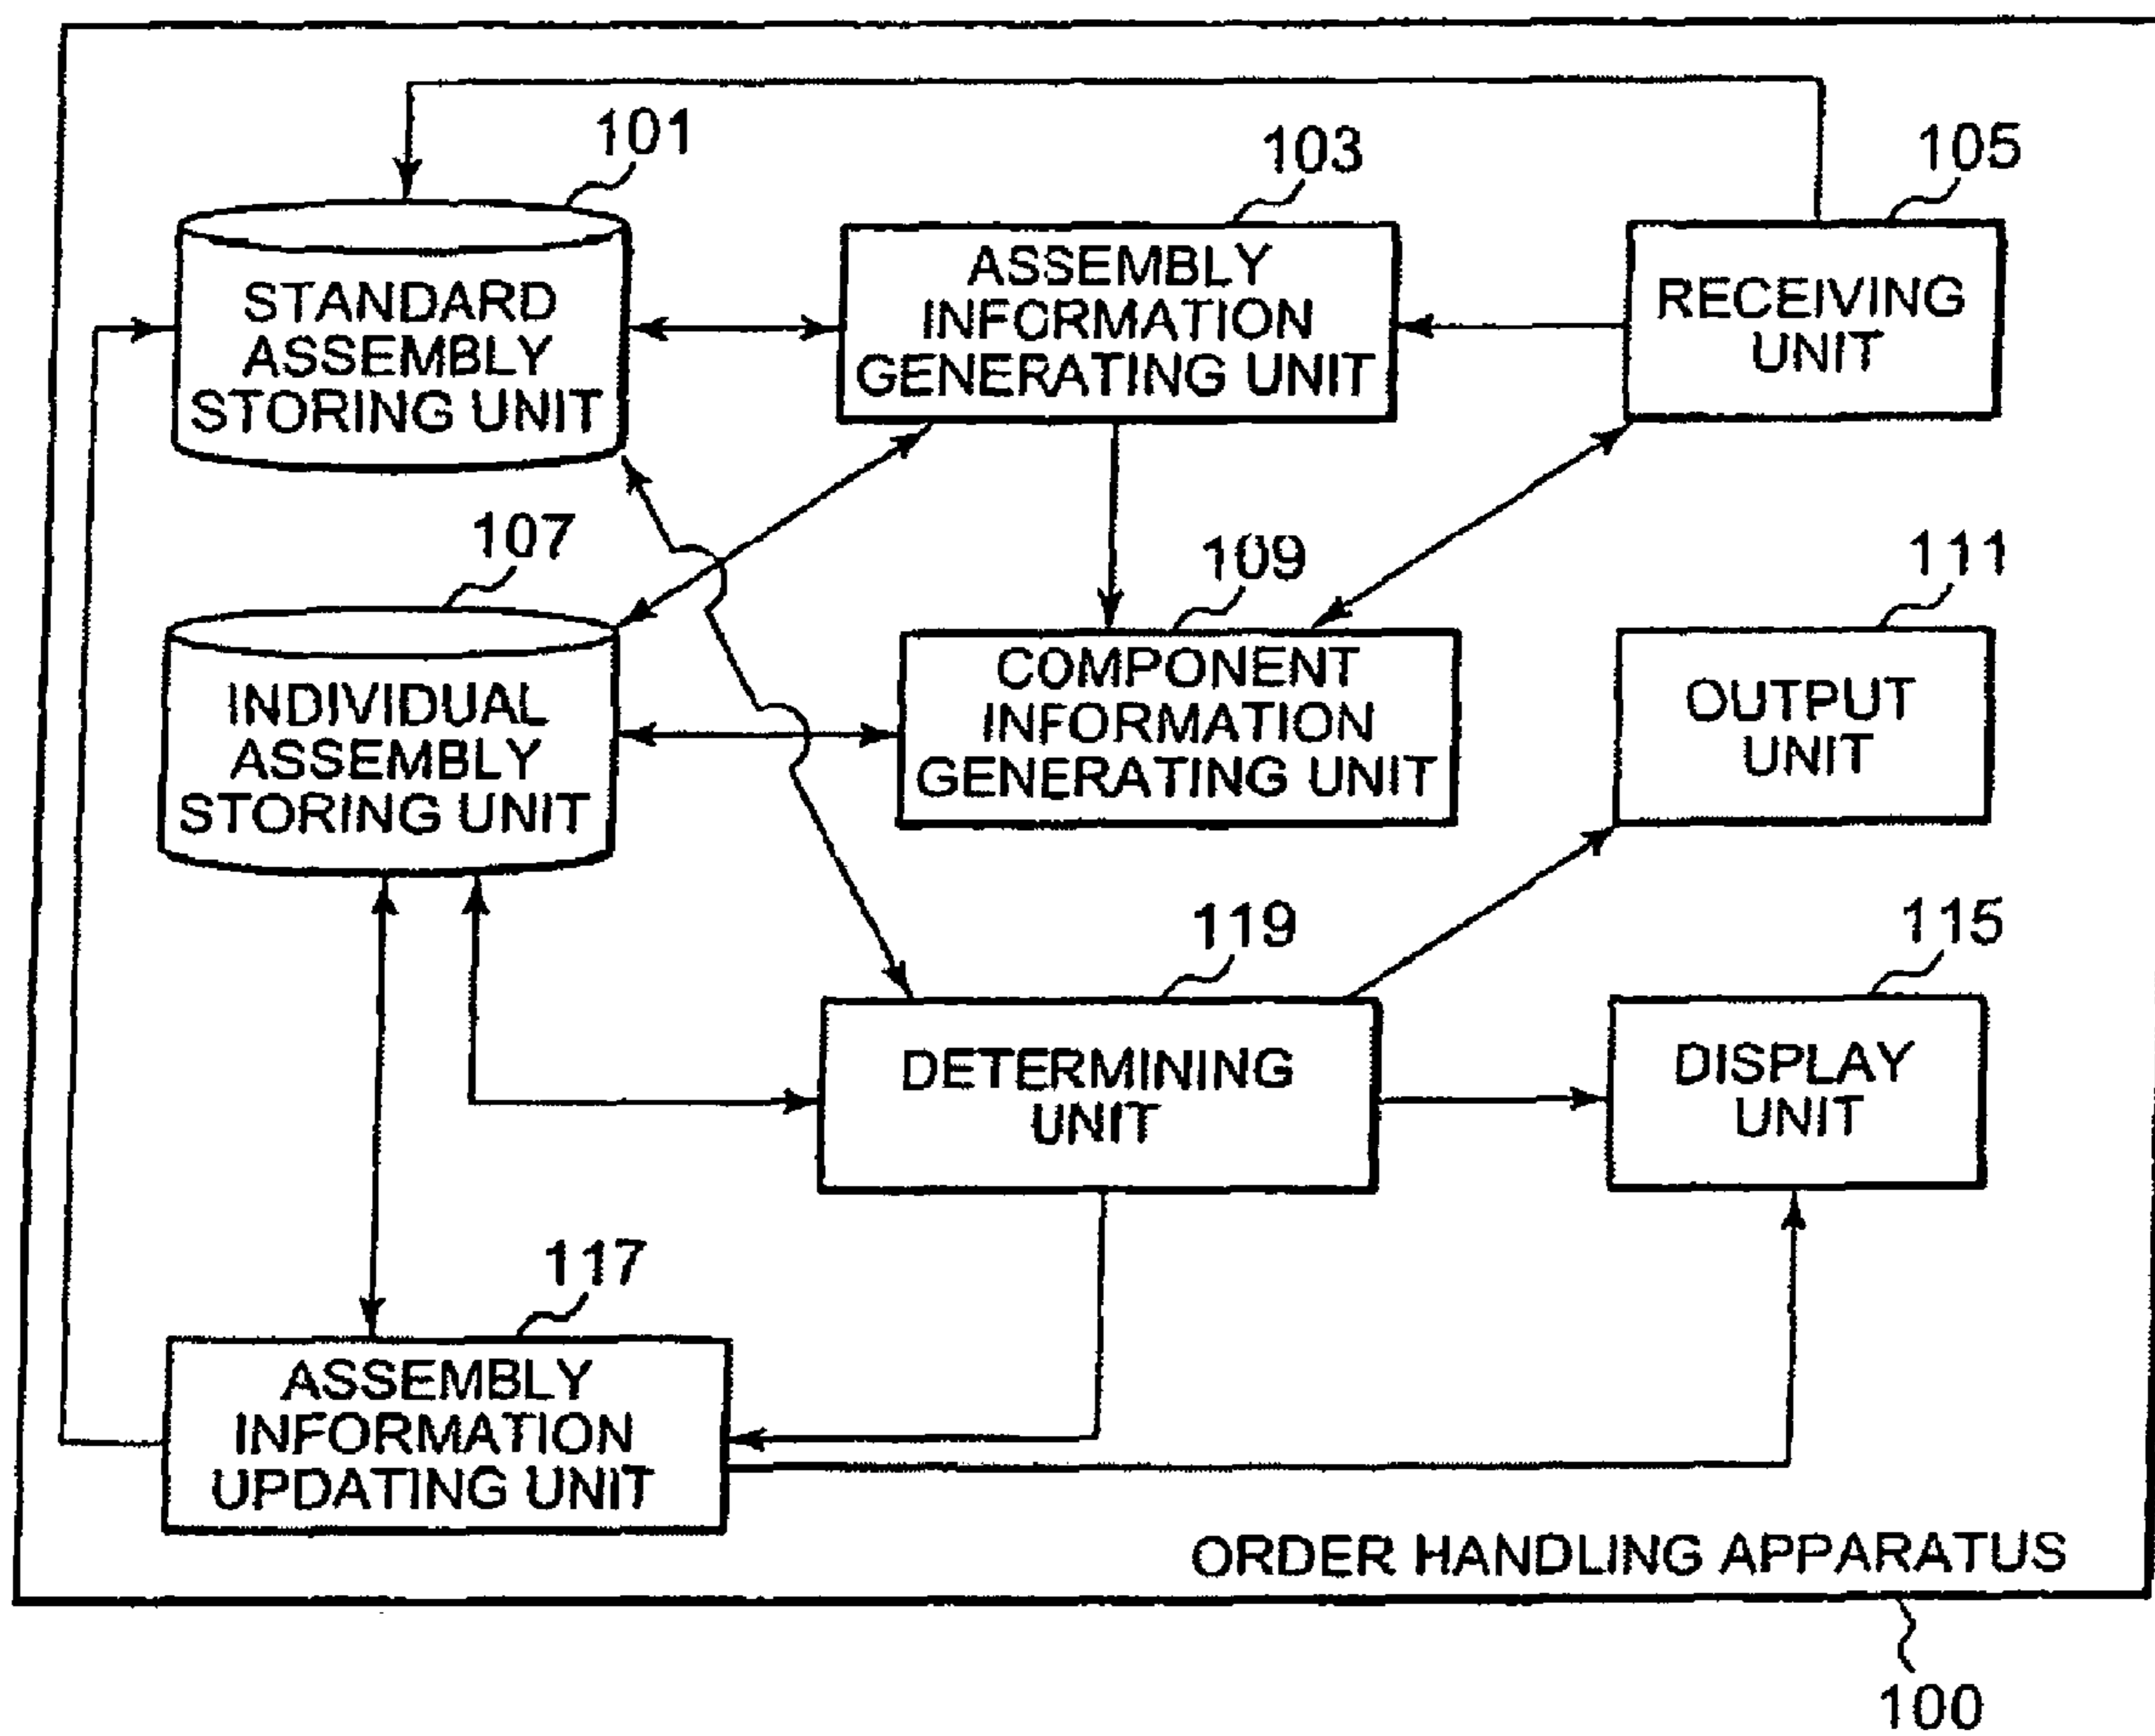 101
103
105
STANDARD
ASSEMBLY
STORING UNIT
ASSEMBLY
INFORMATION
GENERATING UNIT
RECEIVING
UNIT
107
109
111
INDIVIDUAL
ASSEMBLY
STORING UNIT
COMPONENT
INFORMATION
GENERATING UNIT
OUTPUT
UNIT
119
115
DETERMINING
UNIT
DISPLAY
UNIT
117
ASSEMBLY
INFORMATION
UPDATING UNIT
ORDER HANDLING APPARATUS
100